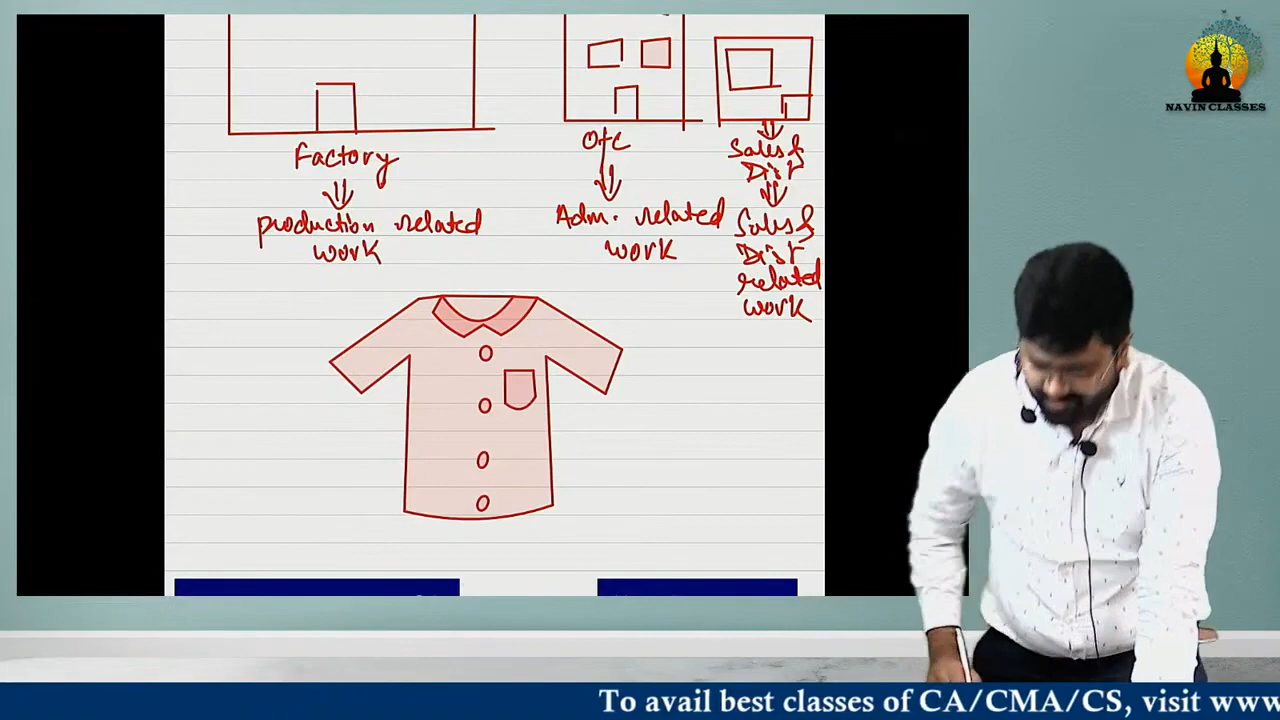 NAVIN CLASSES
Factory
production related
work
Ofc
Adm. related
work
Sales &
Dist
Sales &
Dist
related
work
To avail best classes of CA/CMA/CS, visit www